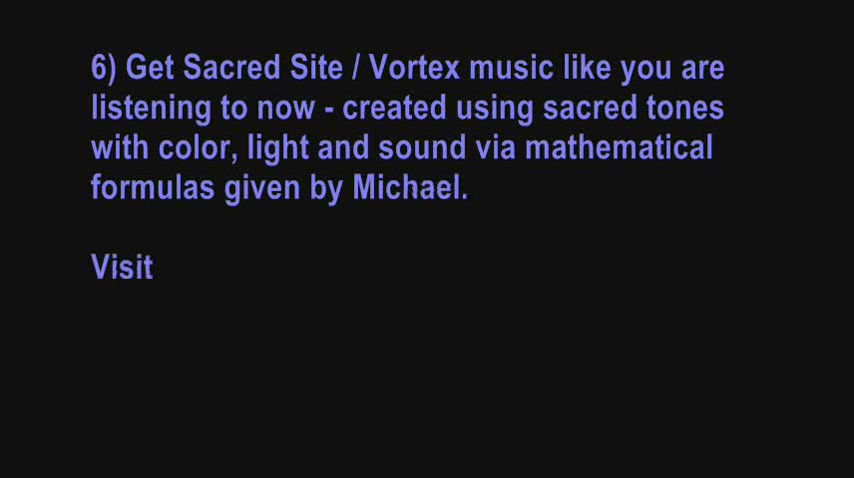 6) Get Sacred Site / Vortex music like you are
listening to now - created using sacred tones
with color, light and sound via mathematical
formulas given by Michael.
Visit